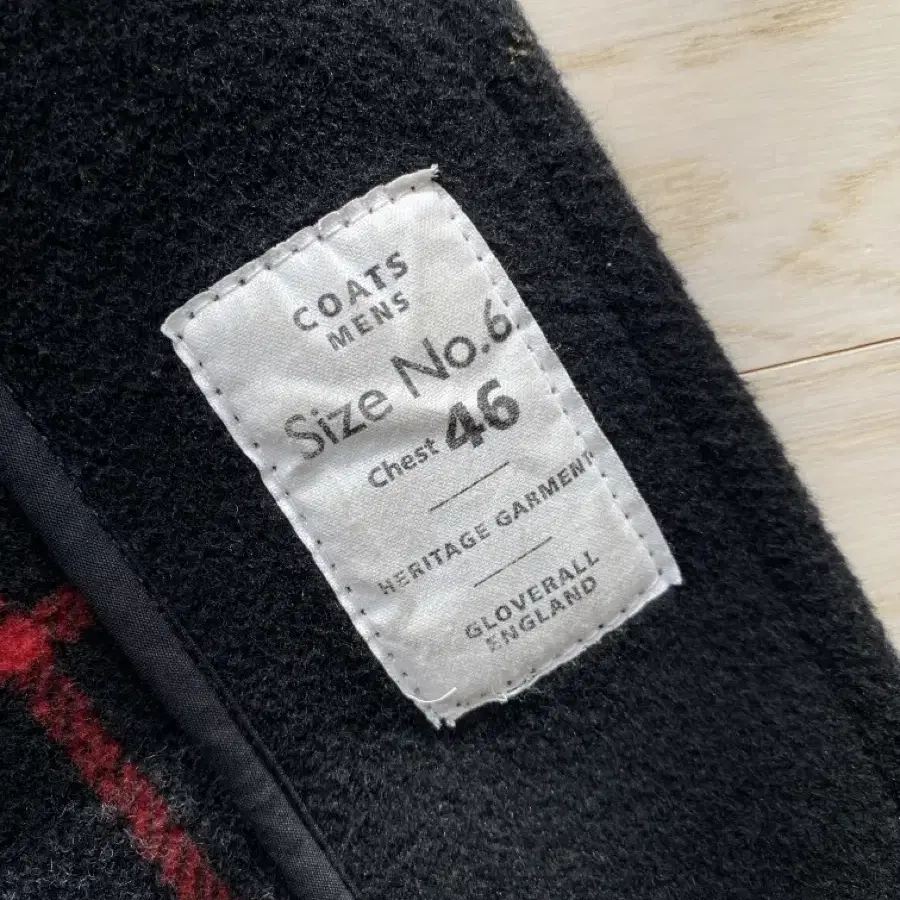 COATS
MENS
Size No.6
Chest 46
HERITAGE GARMENT
GLOVERALL
ENGLAND